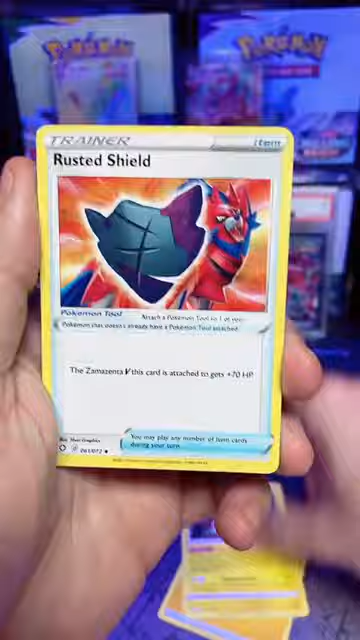 POKÉMON
POKÉMON
TRAINER Item
Rusted Shield
Pokémon Tool Attach a Pokémon Tool to 1 of your
Pokémon that doesn't already have a Pokémon Tool attached.
The Zamazenta V this card is attached to gets +70 HP.
You may play any number of Item cards
during your turn.
061/072